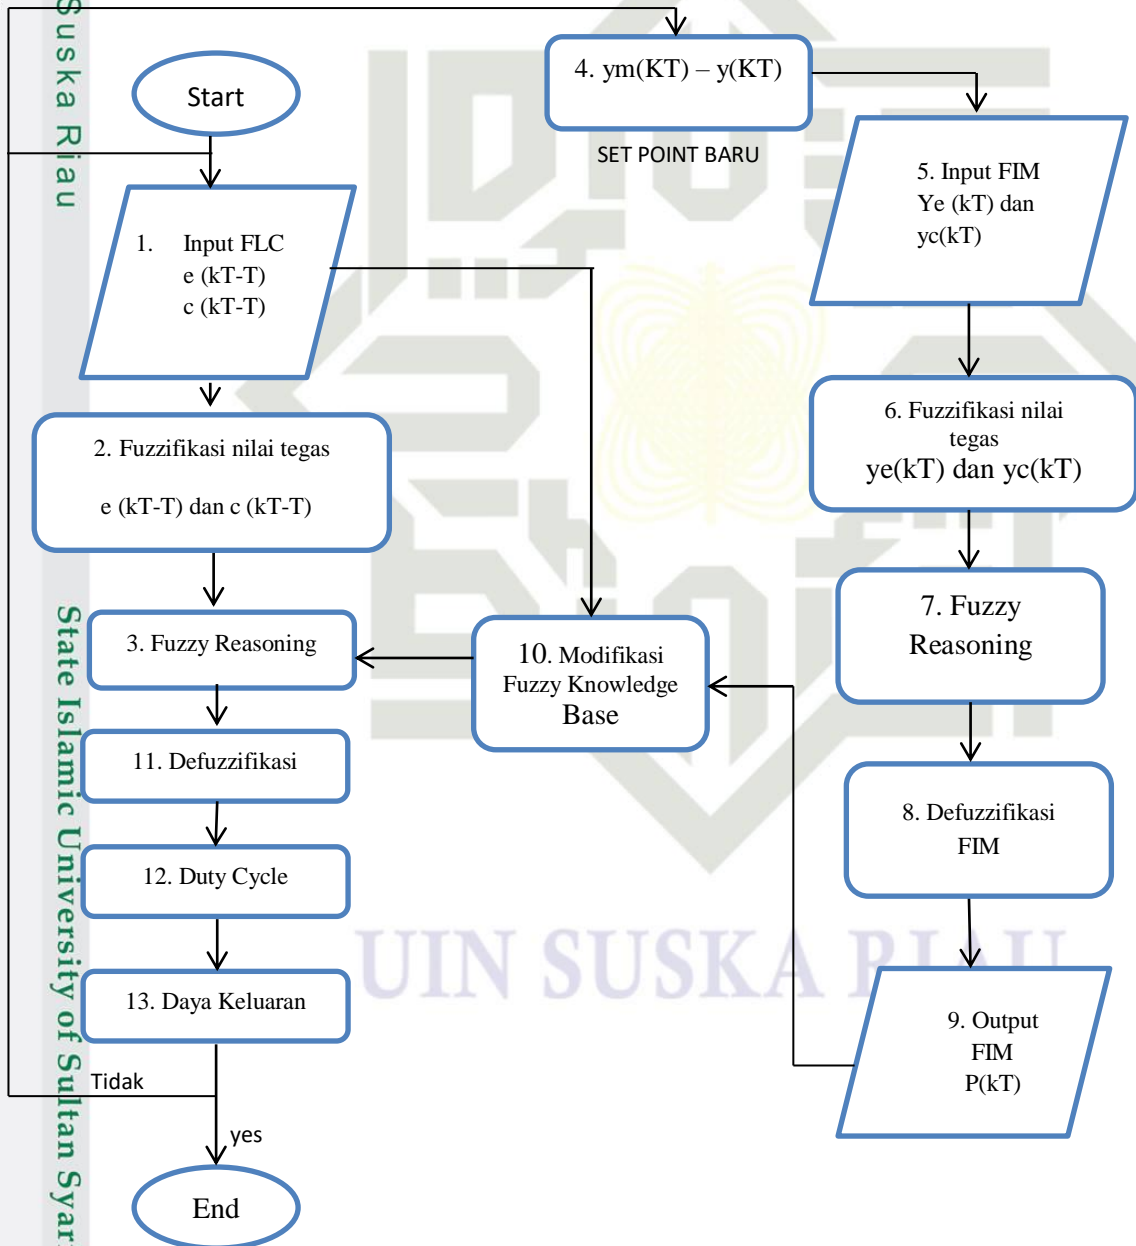 Suska Riau
State Islamic University of Sultan Syar
Start
1. Input FLC
e (kT-T)
c (kT-T)
2. Fuzzifikasi nilai tegas
e (kT-T) dan c (kT-T)
3. Fuzzy Reasoning
4. ym(KT) – y(KT)
SET POINT BARU
5. Input FIM
Ye (kT) dan
yc(kT)
6. Fuzzifikasi nilai
tegas
ye(kT) dan yc(kT)
7. Fuzzy
Reasoning
8. Defuzzifikasi
FIM
9. Output
FIM
P(kT)
10. Modifikasi
Fuzzy Knowledge
Base
11. Defuzzifikasi
12. Duty Cycle
13. Daya Keluaran
Tidak
yes
End
UIN SUSKA RIAU